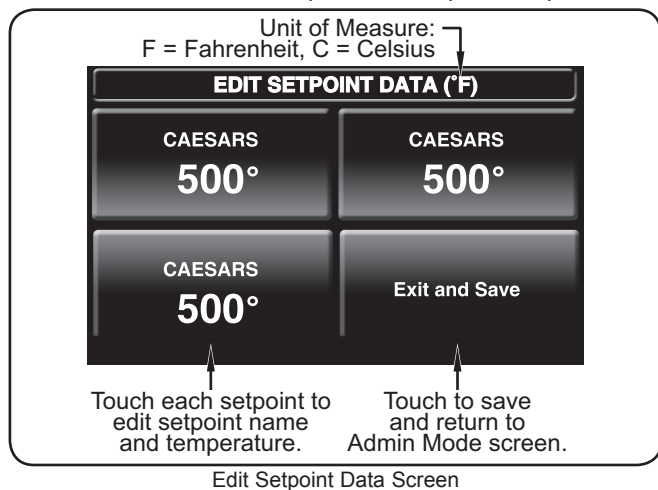 Unit of Measure:
F = Fahrenheit, C = Celsius
EDIT SETPOINT DATA (°F)
CAESARS
500°
CAESARS
500°
CAESARS
500°
Exit and Save
Touch each setpoint to
edit setpoint name
and temperature.
Touch to save
and return to
Admin Mode screen.
Edit Setpoint Data Screen